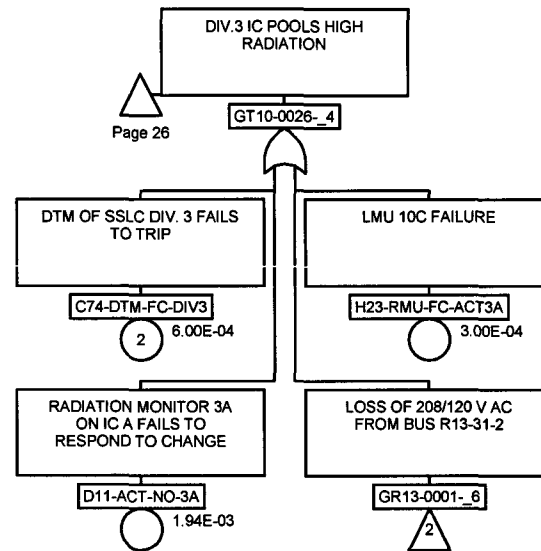 DIV.3 IC POOLS HIGH
RADIATION
Page 26
GT10-0026-_4
DTM OF SSLC DIV. 3 FAILS
TO TRIP
C74-DTM-FC-DIV3
2
6.00E-04
LMU 10C FAILURE
H23-RMU-FC-ACT3A
3.00E-04
RADIATION MONITOR 3A
ON IC A FAILS TO
RESPOND TO CHANGE
D11-ACT-NO-3A
1.94E-03
LOSS OF 208/120 V AC
FROM BUS R13-31-2
GR13-0001-_6
2